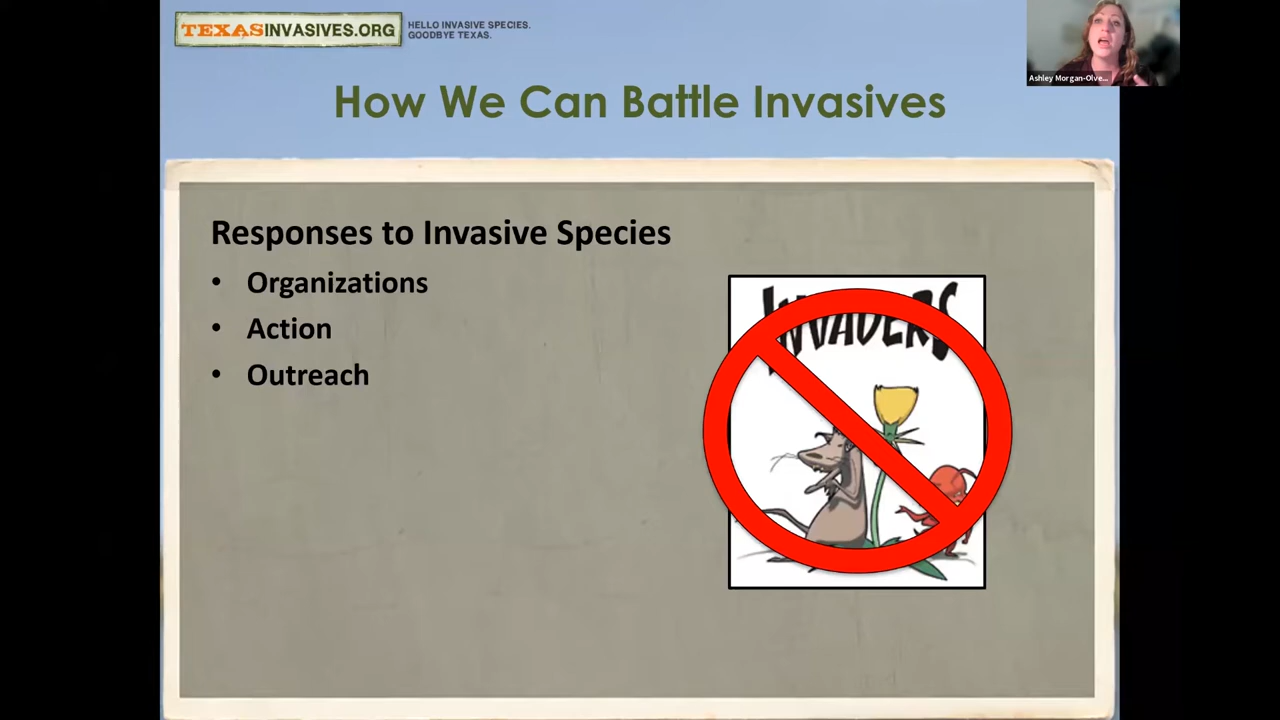 TEXASINVASIVES.ORG
HELLO INVASIVE SPECIES.
GOODBYE TEXAS.
Ashley Morgan-Olve...
How We Can Battle Invasives
Responses to Invasive Species
• Organizations
• Action
• Outreach
INVADERS